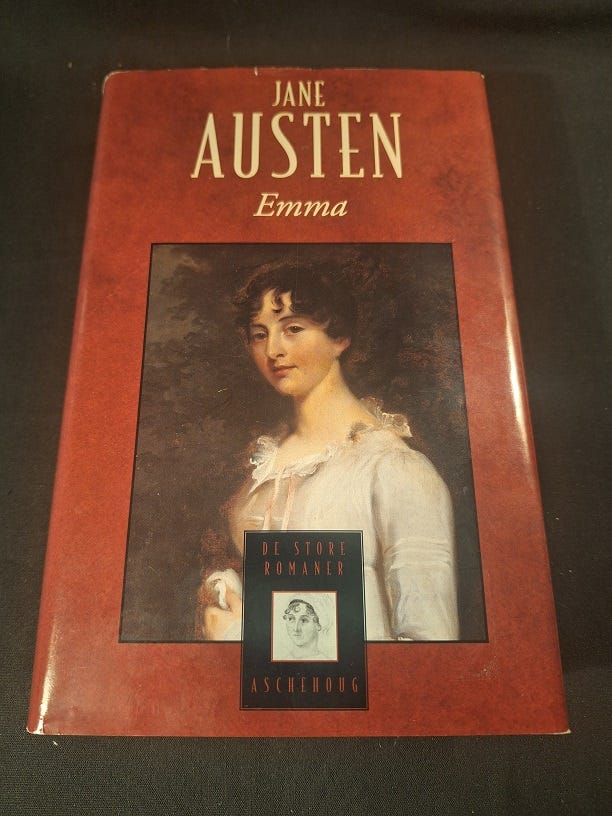 JANE
AUSTEN
Emma
DE STORE
ROMANER
ASCHEHOUG